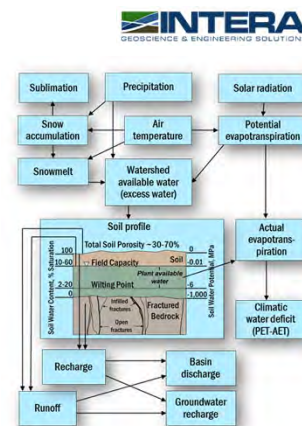 INTERA
GEOSCIENCE & ENGINEERING SOLUTION
Sublimation
Precipitation
Solar radiation
Snow
accumulation
Air
temperature
Potential
evapotranspiration
Snowmelt
Watershed
available water
(excess water)
Soil profile
Total Soil Porosity ~30-70%
100
0
Soil
10-60
Field Capacity
-0.01
Plant available
water
Actual
evapotrans-
piration
2-20
Wilting Point
-6
0
-1,000
Infilled
fractures
Fractured
Bedrock
Open
fractures
Soil Water Content, % Saturation
Soil Water Potential, MPa
Climatic
water deficit
(PET-AET)
Recharge
Basin
discharge
Runoff
Groundwater
recharge